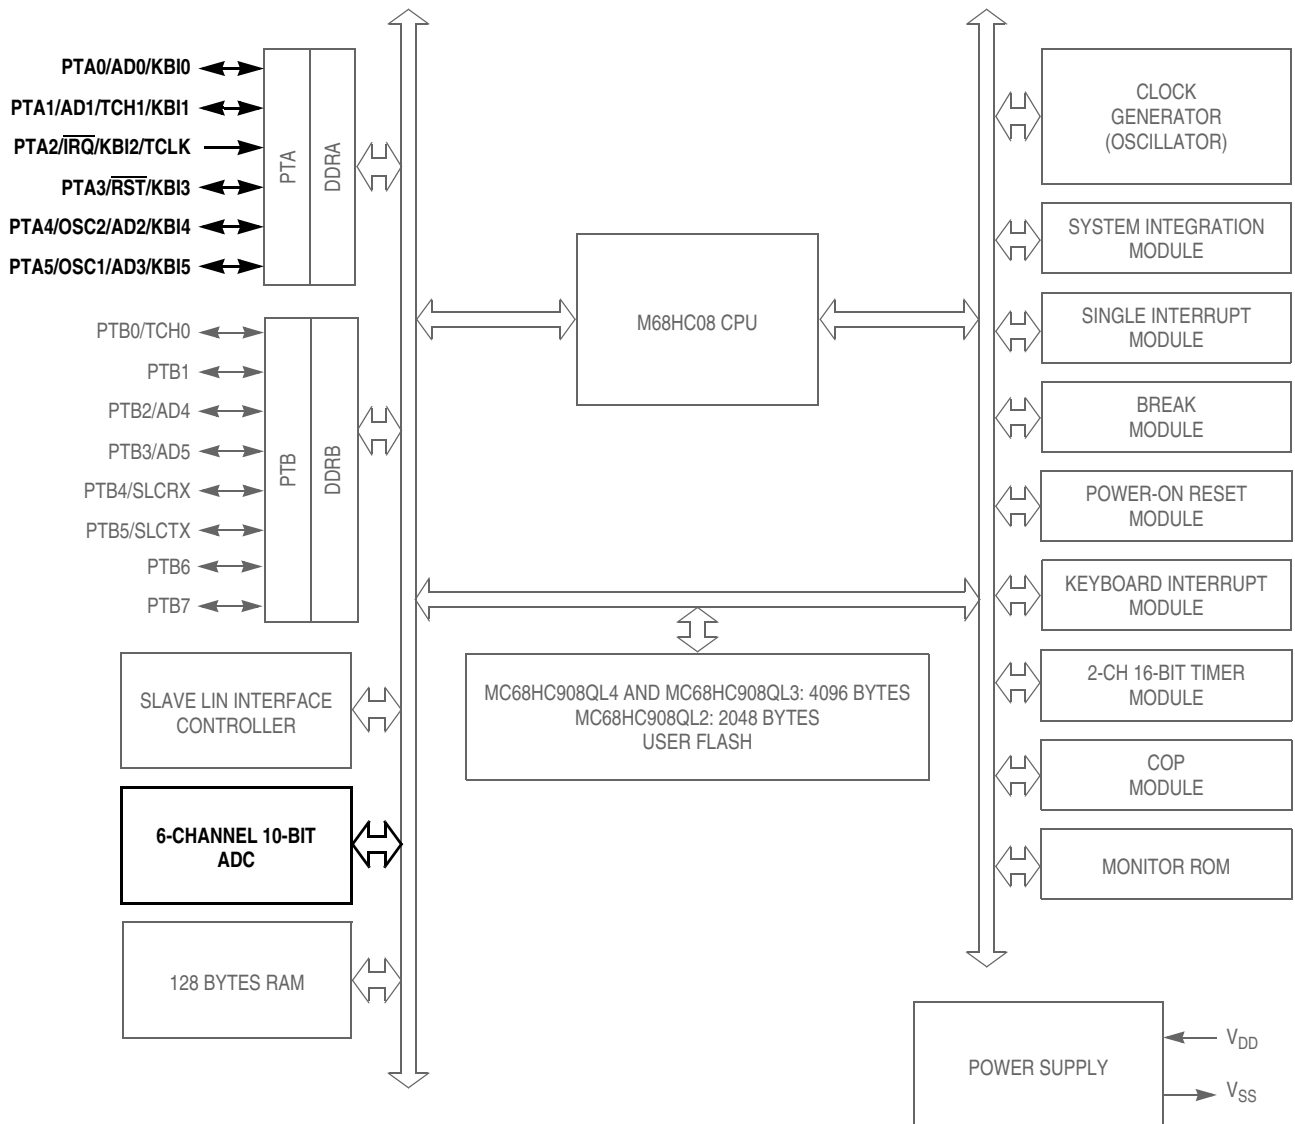 PTA0/AD0/KBI0
PTA1/AD1/TCH1/KBI1
PTA2/IRQ/KBI2/TCLK
PTA3/RST/KBI3
PTA4/OSC2/AD2/KBI4
PTA5/OSC1/AD3/KBI5
PTA
DDRA
PTB0/TCH0
PTB1
PTB2/AD4
PTB3/AD5
PTB4/SLCRX
PTB5/SLCTX
PTB6
PTB7
PTB
DDRB
SLAVE LIN INTERFACE
CONTROLLER
6-CHANNEL 10-BIT
ADC
128 BYTES RAM
M68HC08 CPU
MC68HC908QL4 AND MC68HC908QL3: 4096 BYTES
MC68HC908QL2: 2048 BYTES
USER FLASH
CLOCK
GENERATOR
(OSCILLATOR)
SYSTEM INTEGRATION
MODULE
SINGLE INTERRUPT
MODULE
BREAK
MODULE
POWER-ON RESET
MODULE
KEYBOARD INTERRUPT
MODULE
2-CH 16-BIT TIMER
MODULE
COP
MODULE
MONITOR ROM
POWER SUPPLY
VDD
VSS